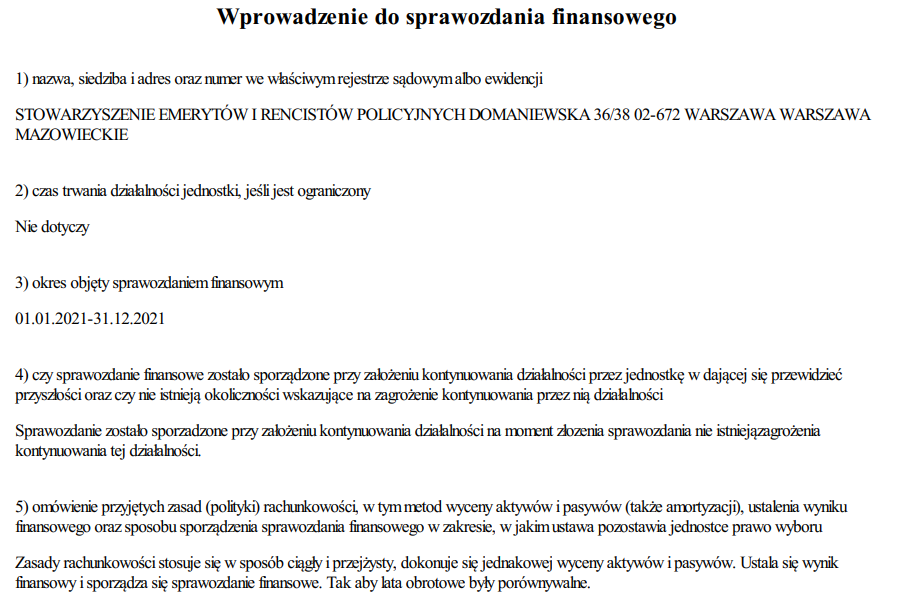 Wprowadzenie do sprawozdania finansowego
1) nazwa, siedziba i adres oraz numer we właściwym rejestrze sądowym albo ewidencji
STOWARZYSZENIE EMERYTÓW I RENCISTÓW POLICYJNYCH DOMANIEWSKA 36/38 02-672 WARSZAWA WARSZAWA
MAZOWIECKIE
2) czas trwania działalności jednostki, jeśli jest ograniczony
Nie dotyczy
3) okres objęty sprawozdaniem finansowym
01.01.2021-31.12.2021
4) czy sprawozdanie finansowe zostało sporządzone przy założeniu kontynuowania działalności przez jednostkę w dającej się przewidzieć
przyszłości oraz czy nie istnieją okoliczności wskazujące na zagrożenie kontynuowania przez nią działalności
Sprawozdanie zostało sporzadzone przy założeniu kontynuowania działalności na moment złozenia sprawozdania nie istniejązagrożenia
kontynuowania tej działalności.
5) omówienie przyjętych zasad (polityki) rachunkowości, w tym metod wyceny aktywów i pasywów (także amortyzacji), ustalenia wyniku
finansowego oraz sposobu sporządzenia sprawozdania finansowego w zakresie, w jakim ustawa pozostawia jednostce prawo wyboru
Zasady rachunkowości stosuje się w sposób ciągły i przejżysty, dokonuje się jednakowej wyceny aktywów i pasywów. Ustala się wynik
finansowy i sporządza się sprawozdanie finansowe. Tak aby lata obrotowe były porównywalne.